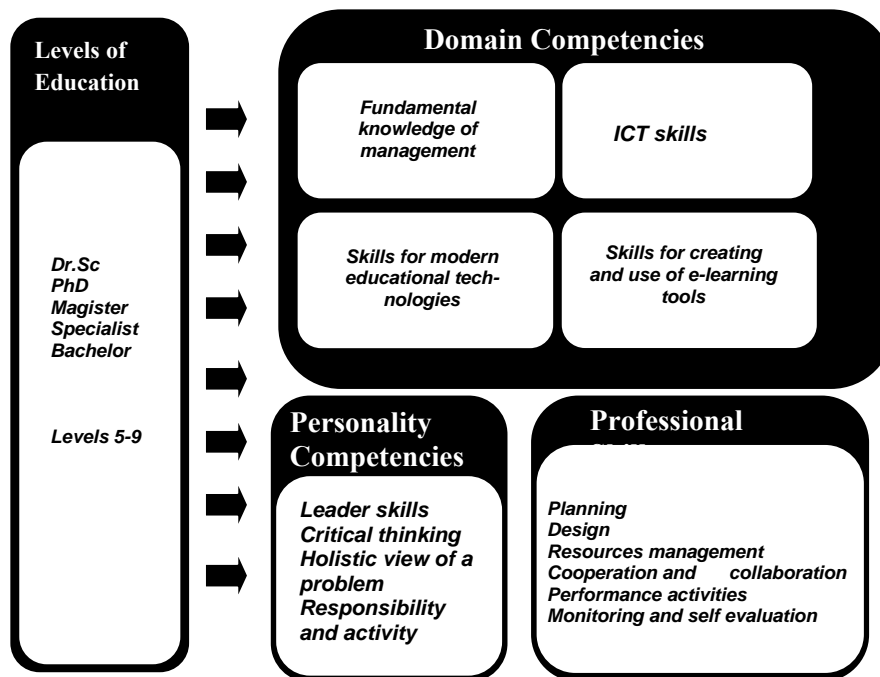 Levels of
Education
Dr.Sc
PhD
Magister
Specialist
Bachelor
Levels 5-9
Domain Competencies
Fundamental
knowledge of
management
ICT skills
Skills for modern
educational tech-
nologies
Skills for creating
and use of e-learning
tools
Personality
Competencies
Leader skills
Critical thinking
Holistic view of a
problem
Responsibility
and activity
Professional
Planning
Design
Resources management
Cooperation and collaboration
Performance activities
Monitoring and self evaluation